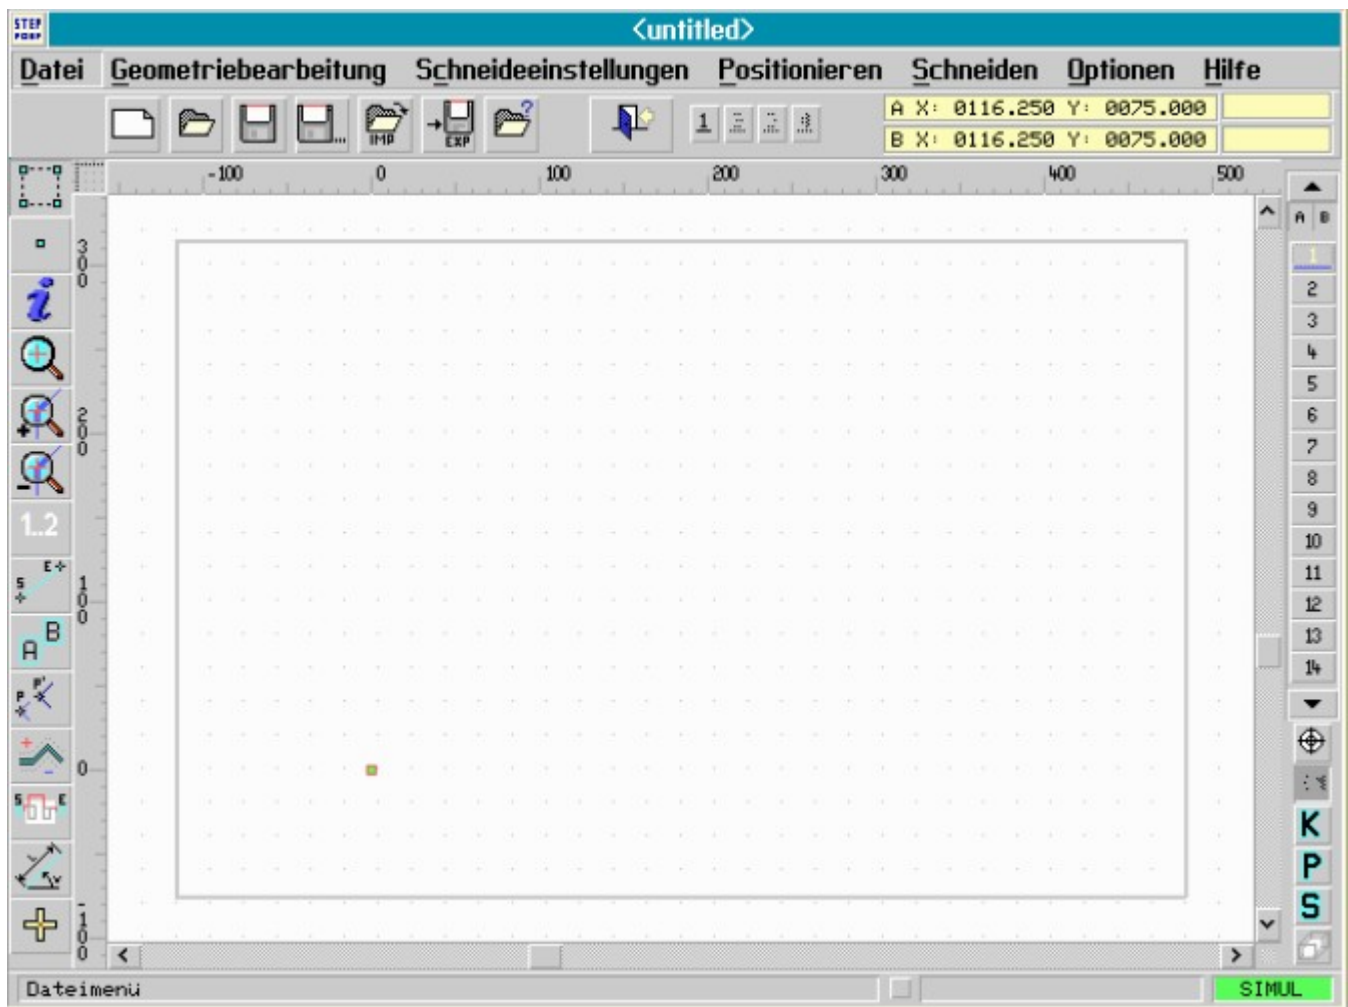 STEP
FOUR
<untitled>
Datei Geometriebearbeitung Schneideeinstellungen Positionieren Schneiden Optionen Hilfe
IMP EXP ? 1 2 3 A X: 0116.250 Y: 0075.000
B X: 0116.250 Y: 0075.000
-100 0 100 200 300 400 500
A B
300
1
i
2
3
4
5
200
6
7
8
9
1..2
10
S E
100
11
12
A B
13
14
P P'
0
S E
K
P
S
-100
Dateimenü SIMUL